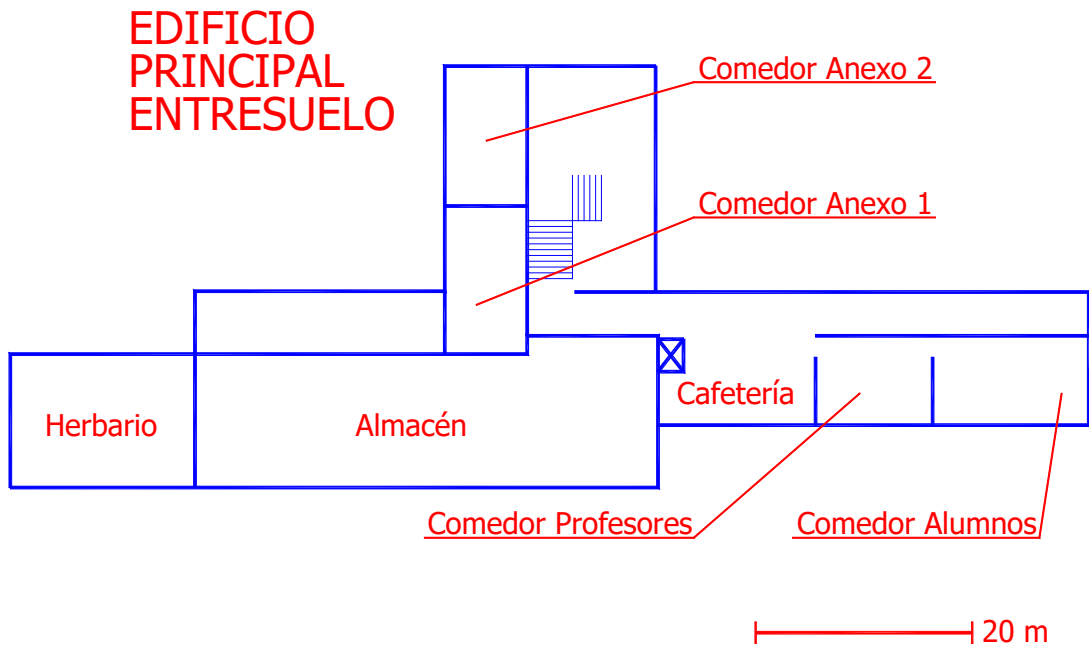 EDIFICIO
PRINCIPAL
ENTRESUELO
Comedor Anexo 2
Comedor Anexo 1
Cafetería
Herbario
Almacén
Comedor Profesores
Comedor Alumnos
20 m